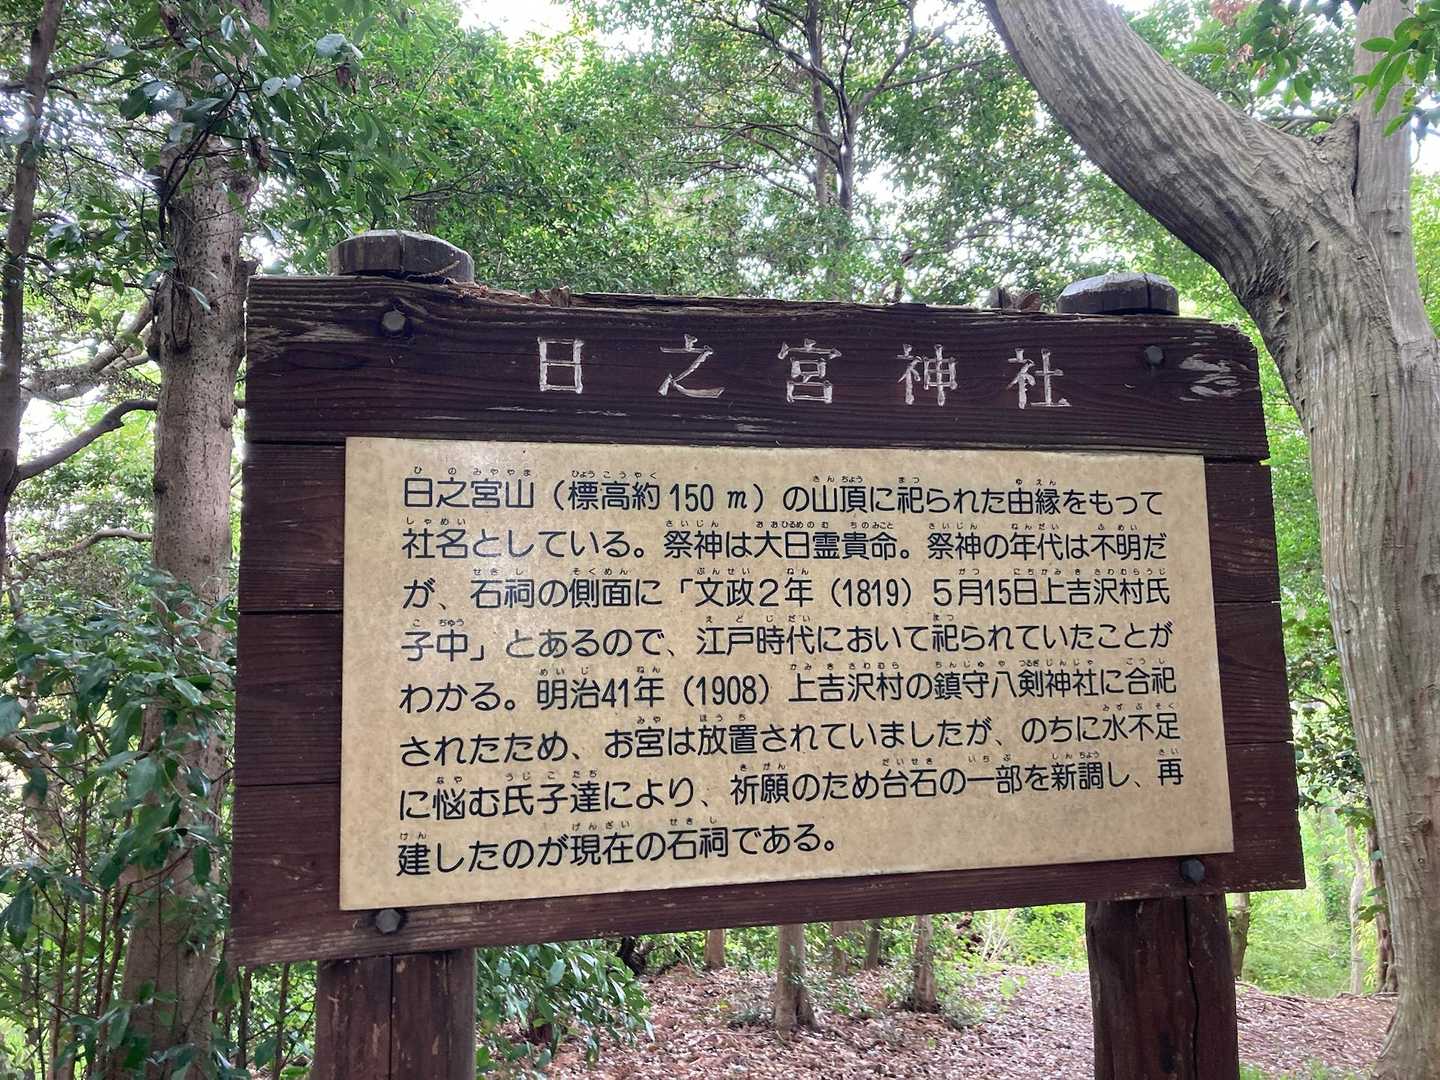 日之宮神社
日之宮山（標高約150m）の山頂に祀られた由縁をもって
社名としている。祭神は大日霊貴命。祭神の年代は不明だ
が、石祠の側面に「文政2年（1819）5月15日上吉沢村氏
子中」とあるので、江戸時代において祀られていたことが
わかる。明治41年（1908）上吉沢村の鎮守八剣神社に合祀
されたため、お宮は放置されていましたが、のちに水不足
に悩む氏子達により、祈願のため台石の一部を新調し、再
建したのが現在の石祠である。